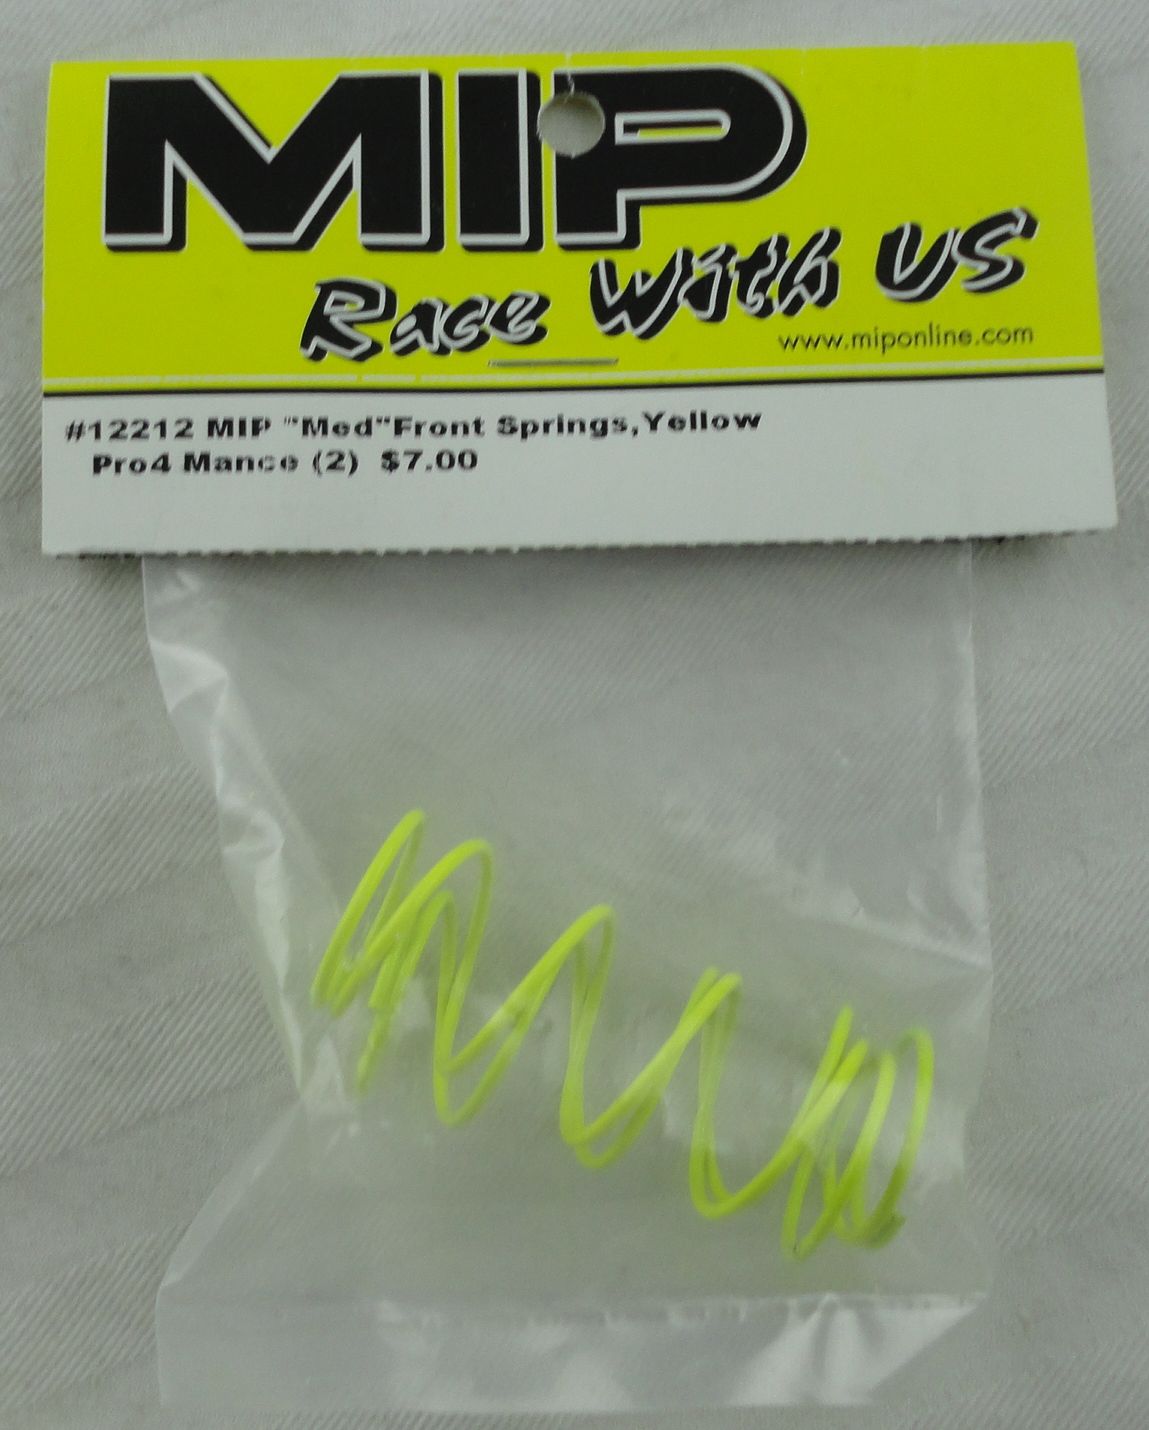 MIP
Race With US
www.miponline.com
#12212 MIP "'Med"Front Springs,Yellow
Pro4 Mance (2) $7.00